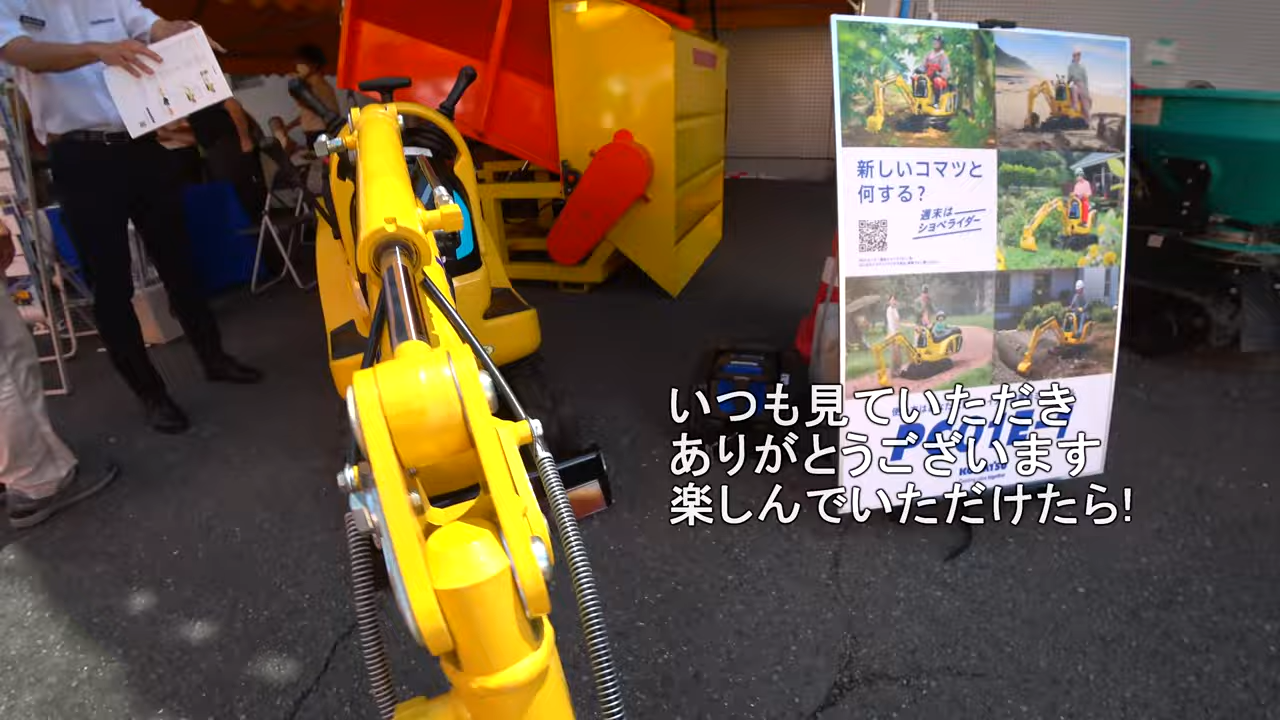 新しいコマツと
何する?
週末は
ショベライダー
いつも見ていただき
ありがとうございます
楽しんでいただけたら!